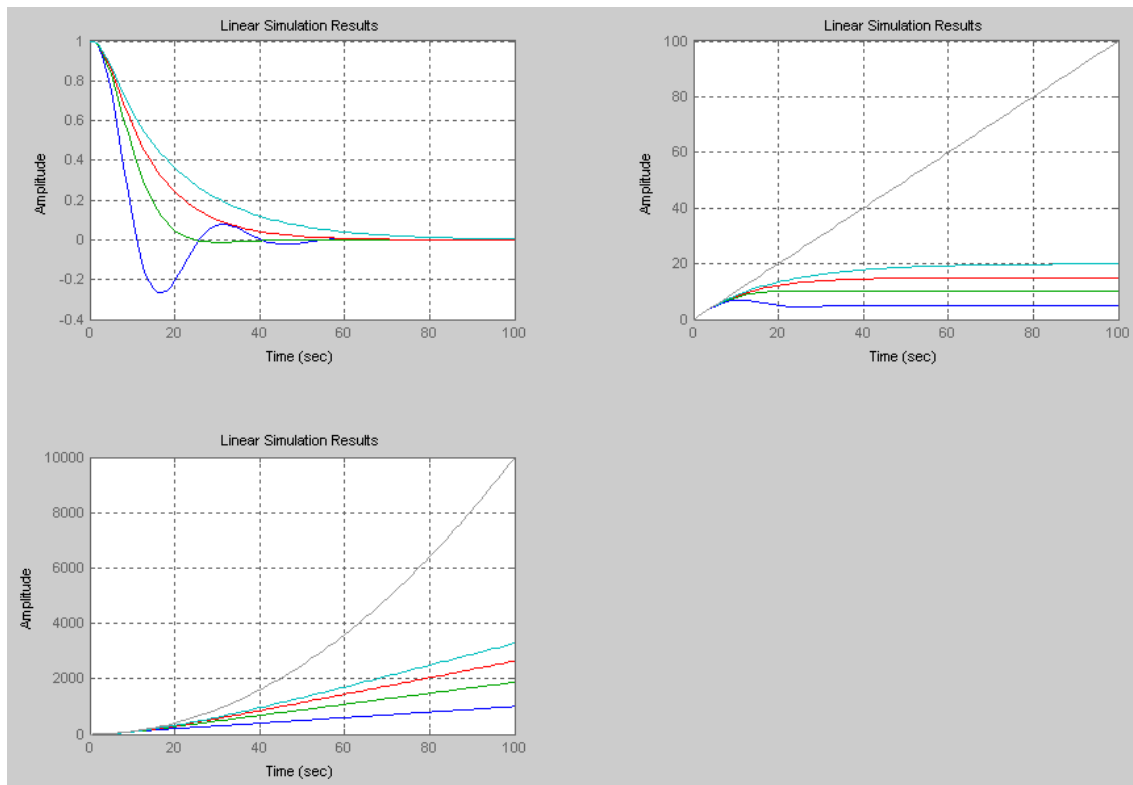 Linear Simulation Results
Amplitude
1
0.8
0.6
0.4
0.2
0
-0.2
-0.4
0 20 40 60 80 100
Time (sec)
Linear Simulation Results
Amplitude
100
80
60
40
20
0
0 20 40 60 80 100
Time (sec)
Linear Simulation Results
Amplitude
10000
8000
6000
4000
2000
0
0 20 40 60 80 100
Time (sec)